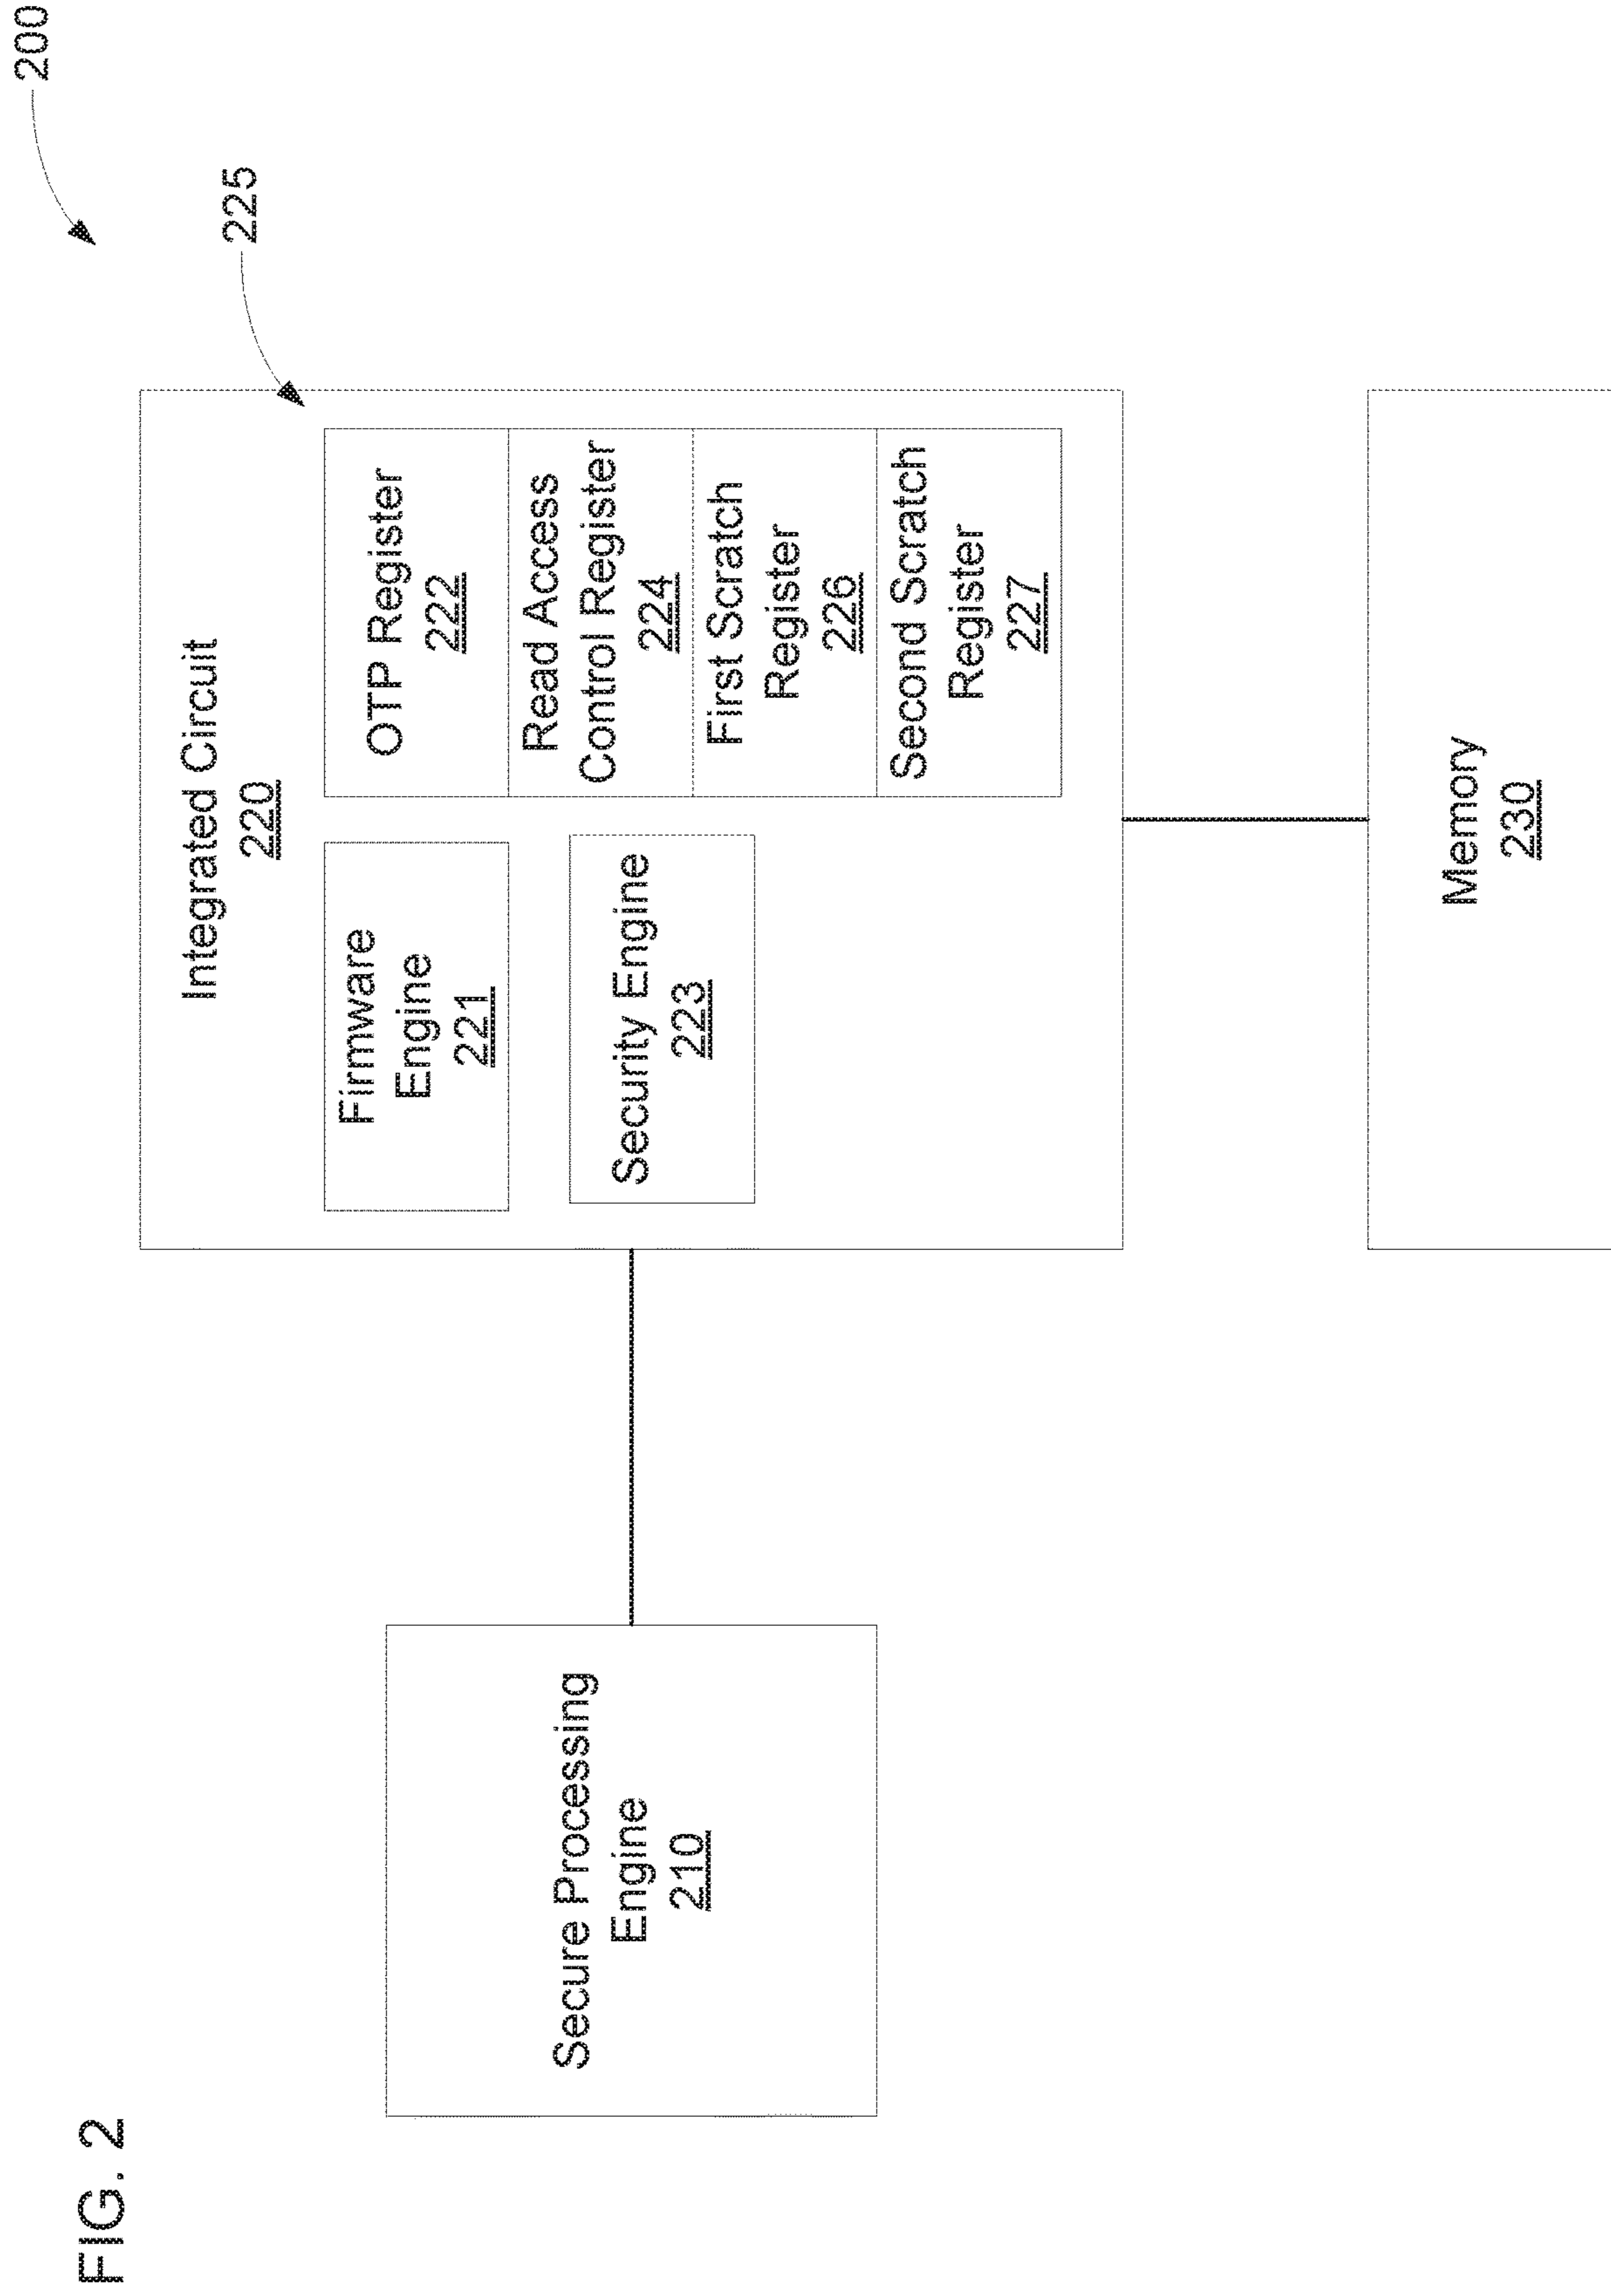 FIG. 2
200
225
Integrated Circuit
220
Firmware
Engine
221
Security Engine
223
OTP Register
222
Read Access
Control Register
224
First Scratch
Register
226
Second Scratch
Register
227
Secure Processing
Engine
210
Memory
230